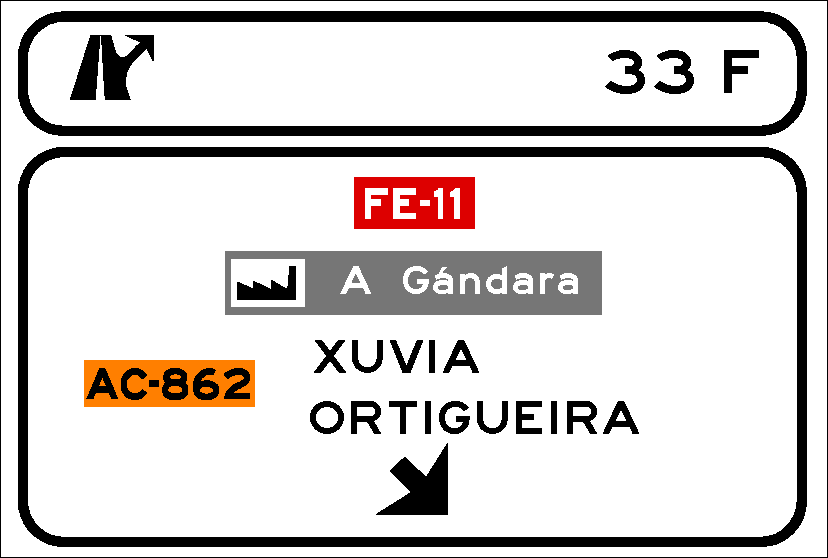 33 F
FE-11
A Gándara
XUVIA
AC-862
ORTIGUEIRA